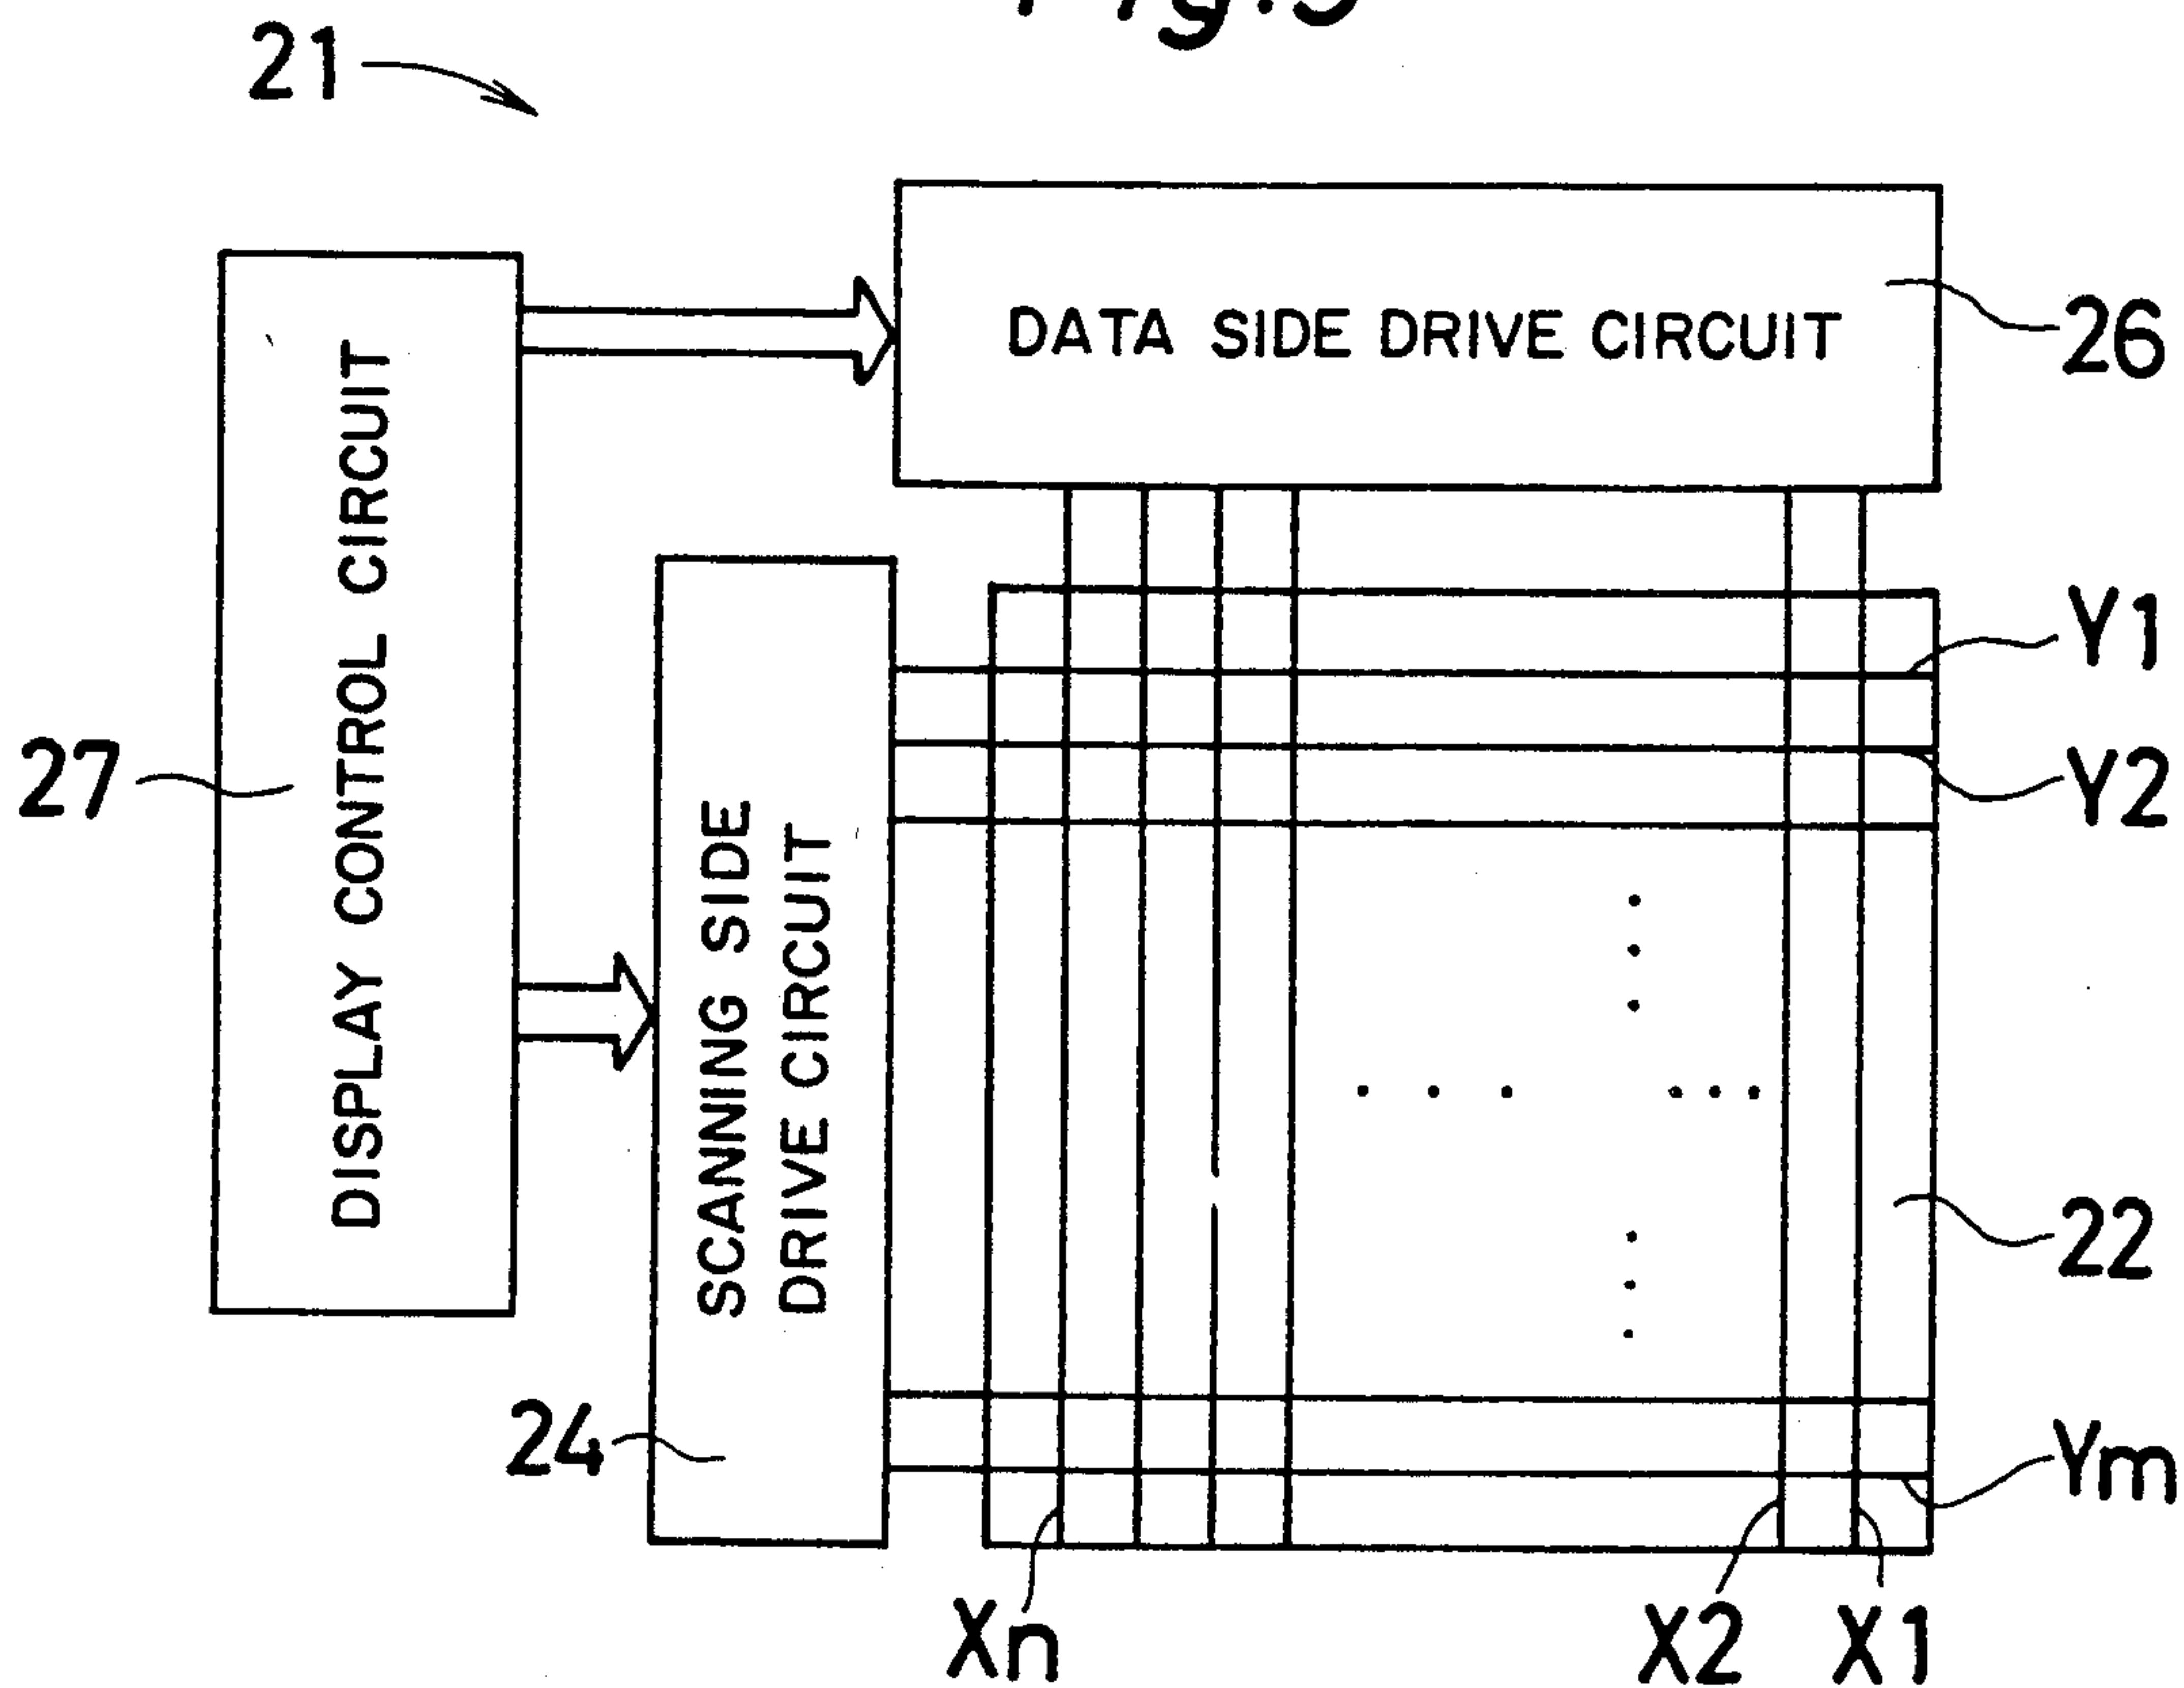 21
DATA SIDE DRIVE CIRCUIT
26
DISPLAY CONTROL CIRCUIT
27
SCANNING SIDE
DRIVE CIRCUIT
24
Y1
Y2
22
Ym
Xn
X2
X1